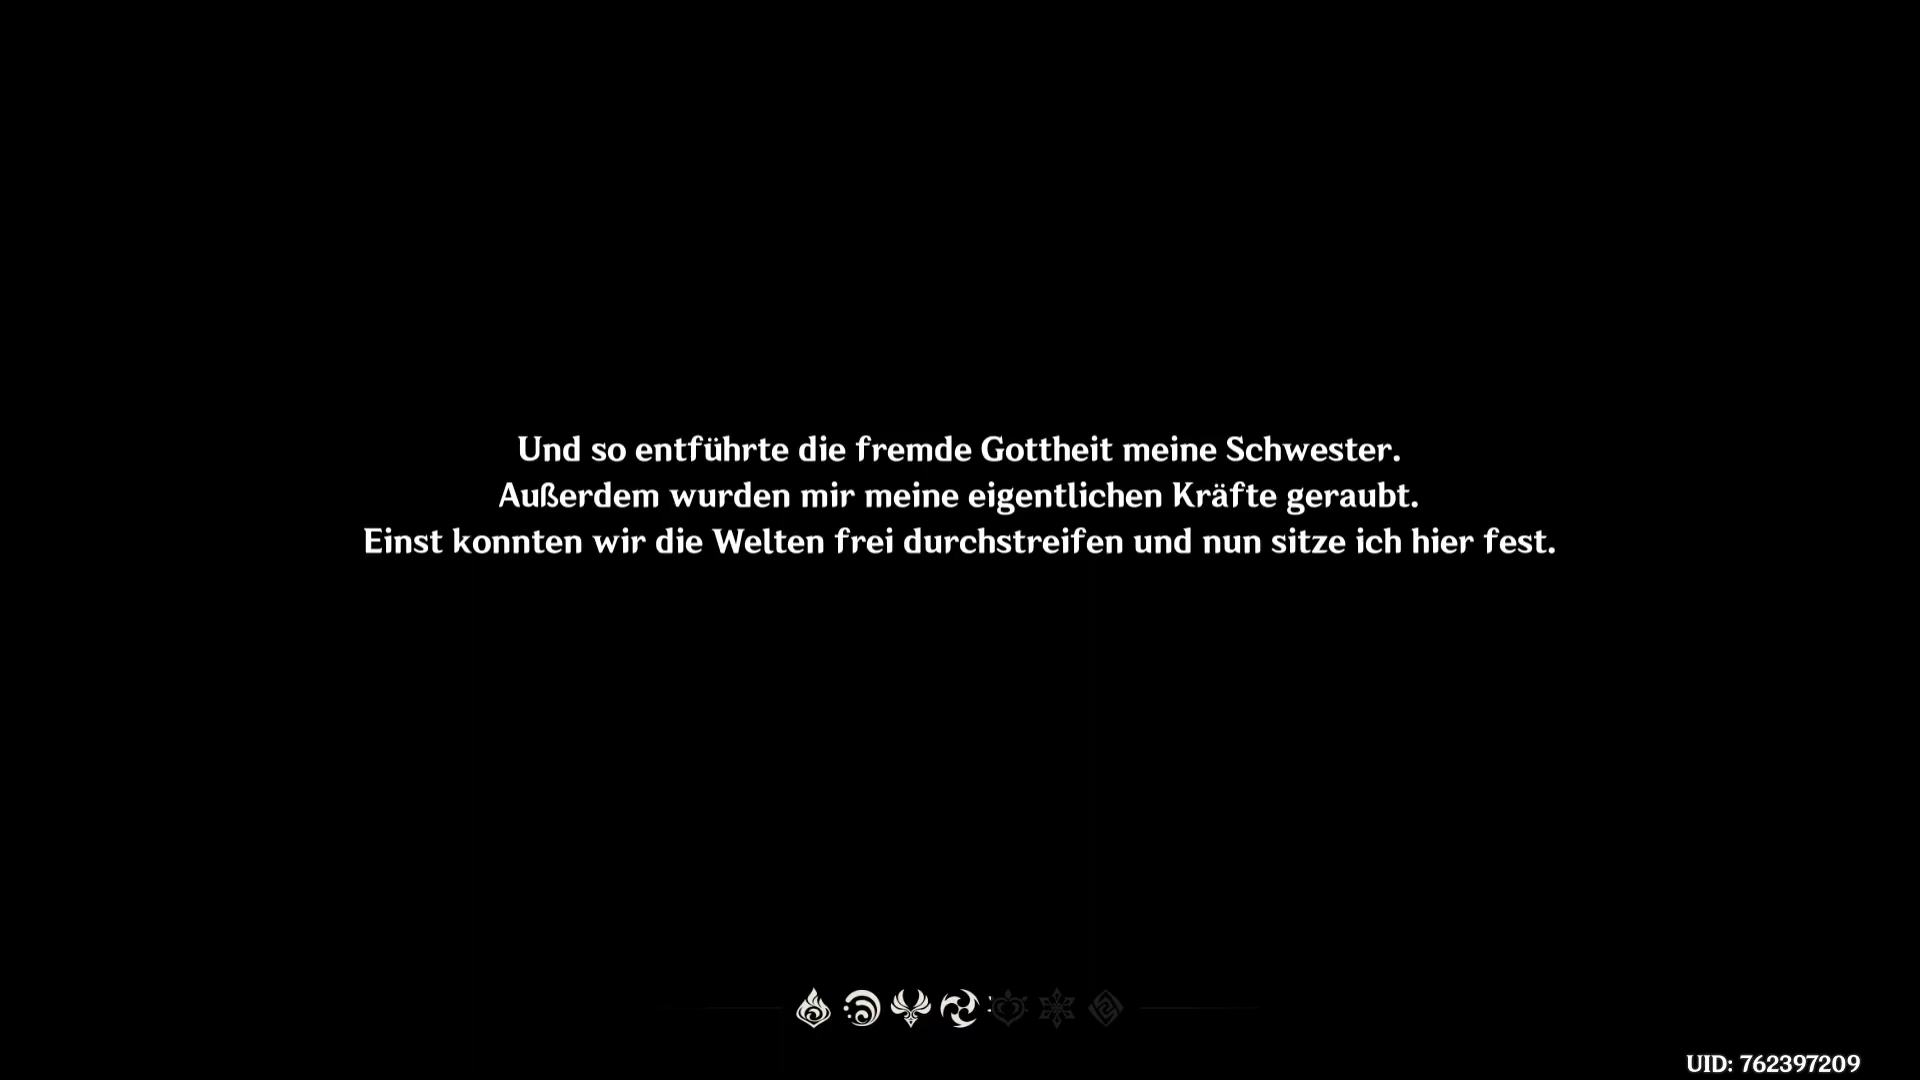 Und so entführte die fremde Gottheit meine Schwester.
Außerdem wurden mir meine eigentlichen Kräfte geraubt.
Einst konnten wir die Welten frei durchstreifen und nun sitze ich hier fest.
UID: 762397209